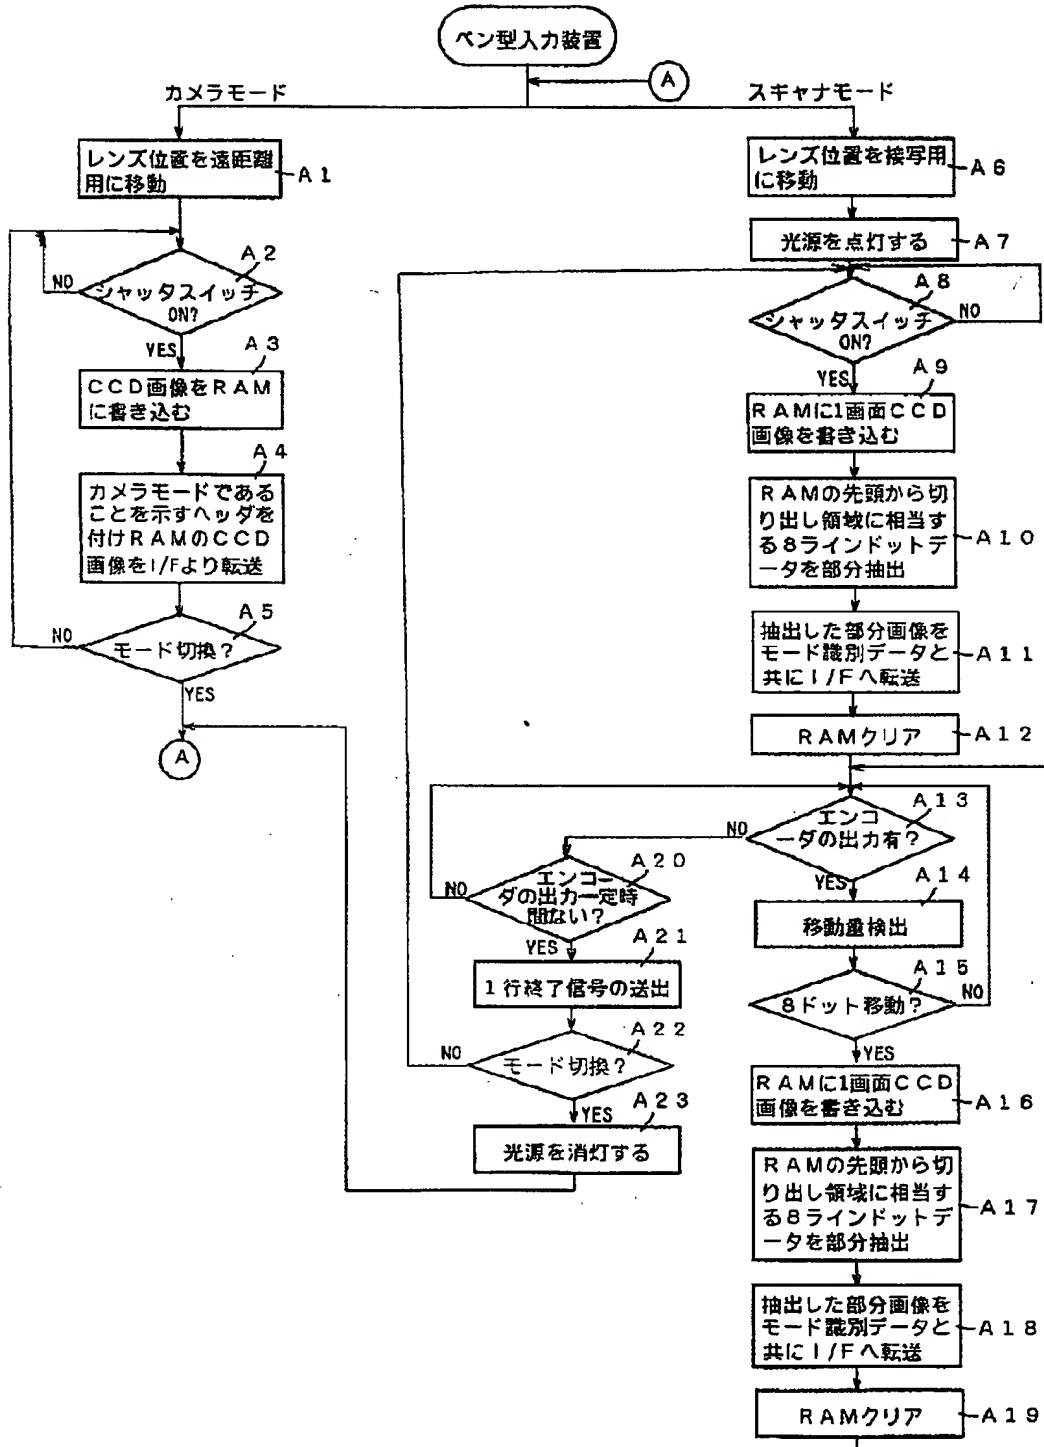 ペン型入力装置
A
カメラモード
スキャナモード
レンズ位置を遠距離
用に移動
A1
A2
シャッタスイッチ
ON?
NO
YES
A3
CCD画像をRAM
に書き込む
A4
カメラモードである
ことを示すヘッダを
付けRAMのCCD
画像をI/Fより転送
A5
モード切換?
NO
YES
A
レンズ位置を接写用
に移動
A6
光源を点灯する
A7
A8
シャッタスイッチ
ON?
NO
YES
A9
RAMに1画面CCD
画像を書き込む
RAMの先頭から切
り出し領域に相当す
る8ラインドットデ
ータを部分抽出
A10
抽出した部分画像を
モード識別データと
共にI/Fへ転送
A11
RAMクリア
A12
A13
エンコ
ーダの出力有?
NO
YES
A14
移動量検出
A15
8ドット移動?
NO
YES
RAMに1画面CCD
画像を書き込む
A16
RAMの先頭から切
り出し領域に相当す
る8ラインドットデ
ータを部分抽出
A17
抽出した部分画像を
モード識別データと
共にI/Fへ転送
A18
RAMクリア
A19
A20
エンコー
ダの出力一定時
間ない?
NO
YES
A21
1行終了信号の送出
A22
モード切換?
NO
YES
A23
光源を消灯する